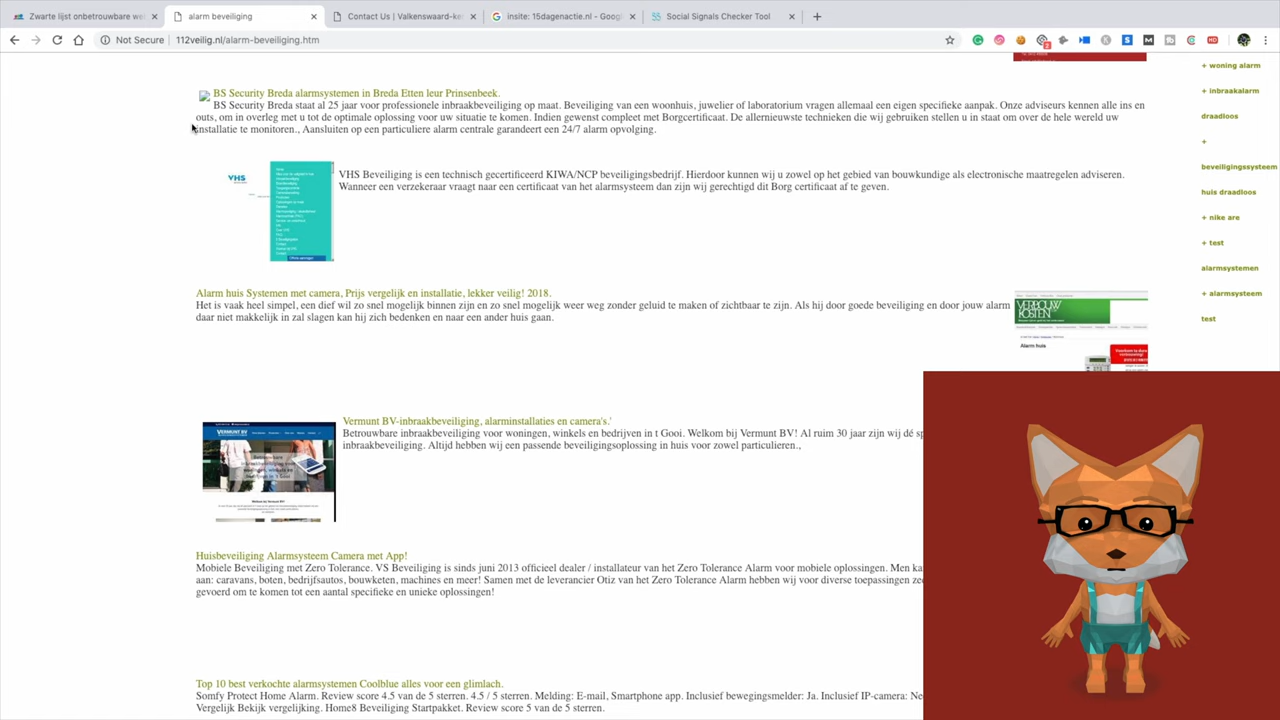 Zwarte lijst onbetrouwbare wel
alarm beveiliging
Contact Us | Valkenswaard-ker
insite: 15dagenactie.nl - Googl
Social Signals Checker Tool
Not Secure | 112veilig.nl/alarm-beveiliging.htm
BS Security Breda alarmsystemen in Breda Etten leur Prinsenbeek.
BS Security Breda staat al 25 jaar voor professionele inbraakbeveiliging op maat. Beveiliging van een woonhuis, juwelier of laboratorium vragen allemaal een eigen specifieke aanpak. Onze adviseurs kennen alle ins en
outs, om in overleg met u tot de optimale oplossing voor uw situatie te komen. Indien gewenst compleet met Borgcertificaat. De allernieuwste technieken die wij gebruiken stellen u in staat om over de hele wereld uw
installatie te monitoren., Aansluiten op een particuliere alarm centrale garandeert een 24/7 alarm opvolging.
VHS
VHS Beveiliging is een technisch gecertificeerd KIWA/NCP beveiligingsbedrijf. Hierdoor kunnen wij u zowel op het gebied van bouwkundige als electronische maatregelen adviseren.
Wanneer een verzekeraar vraagt naar een certificaat van het alarmsysteem dan zijn wij gerechtigd dit Borg certificaat af te geven.
Alarm huis Systemen met camera, Prijs vergelijk en installatie, lekker veilig! 2018.
Het is vaak heel simpel, een dief wil zo snel mogelijk binnen zijn en zo snel mogelijk weer weg zonder geluid te maken of zichtbaar te zijn. Als hij door goede beveiliging en door jouw alarm
daar niet makkelijk in zal slagen kan hij zich bedenken en naar een ander huis gaan.
VERBOUW
KOSTEN
Alarm huis
VERMUNT BV
Vermunt BV-inbraakbeveiliging, alarminstallaties en camera's.'
Betrouwbare inbraakbeveiliging voor woningen, winkels en bedrijven in t Gooi. Welkom bij Vermunt BV! Al ruim 30 jaar zijn wij dé sp
inbraakbeveiliging. Altijd hebben wij een passende beveiligingsoplossing in huis voor zowel particulieren.,
Huisbeveiliging Alarmsysteem Camera met App!
Mobiele Beveiliging met Zero Tolerance. VS Beveiliging is sinds juni 2013 officieel dealer / installateur van het Zero Tolerance Alarm voor mobiele oplossingen. Men ka
aan: caravans, boten, bedrijfsautos, bouwketen, machines en meer! Samen met de leverancier Otiz van het Zero Tolerance Alarm hebben wij voor diverse toepassingen ze
gevoerd om te komen tot een aantal specifieke en unieke oplossingen!
Top 10 best verkochte alarmsystemen Coolblue alles voor een glimlach.
Somfy Protect Home Alarm. Review score 4.5 van de 5 sterren. 4.5 / 5 sterren. Melding: E-mail, Smartphone app. Inclusief bewegingsmelder: Ja. Inclusief IP-camera: Ne
Vergelijk Bekijk vergelijking. Home8 Beveiliging Startpakket. Review score 5 van de 5 sterren.
+ woning alarm
+ inbraakalarm
draadloos
+
beveiligingssysteem
huis draadloos
+ nike are
+ test
alarmsystemen
+ alarmsysteem
test